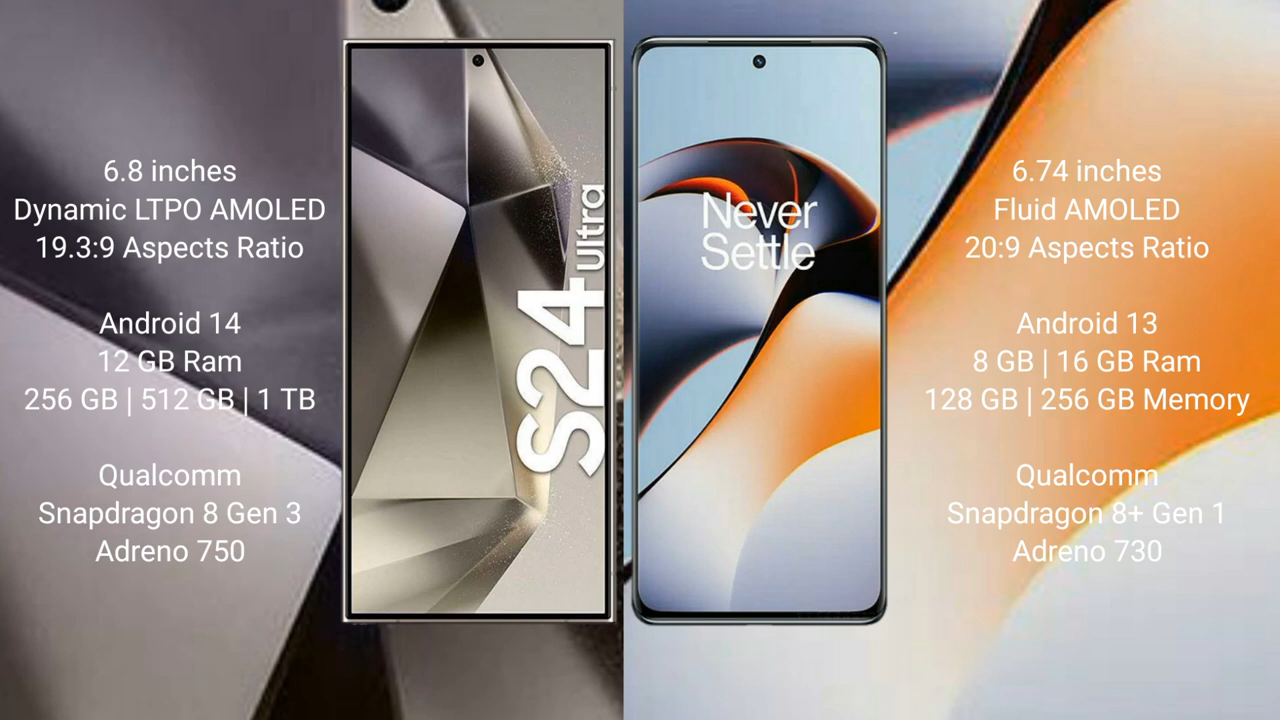 6.8 inches
Dynamic LTPO AMOLED
19.3:9 Aspects Ratio
Android 14
12 GB Ram
256 GB | 512 GB | 1 TB
Qualcomm
Snapdragon 8 Gen 3
Adreno 750
S24 ultra
Never
Settle
6.74 inches
Fluid AMOLED
20:9 Aspects Ratio
Android 13
8 GB | 16 GB Ram
128 GB | 256 GB Memory
Qualcomm
Snapdragon 8+ Gen 1
Adreno 730